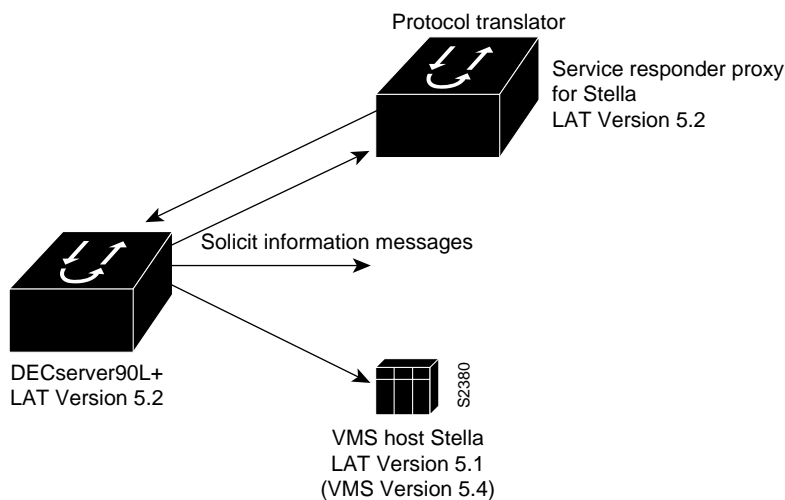 Protocol translator
Service responder proxy
for Stella
LAT Version 5.2
Solicit information messages
DECserver90L+
LAT Version 5.2
S2380
VMS host Stella
LAT Version 5.1
(VMS Version 5.4)